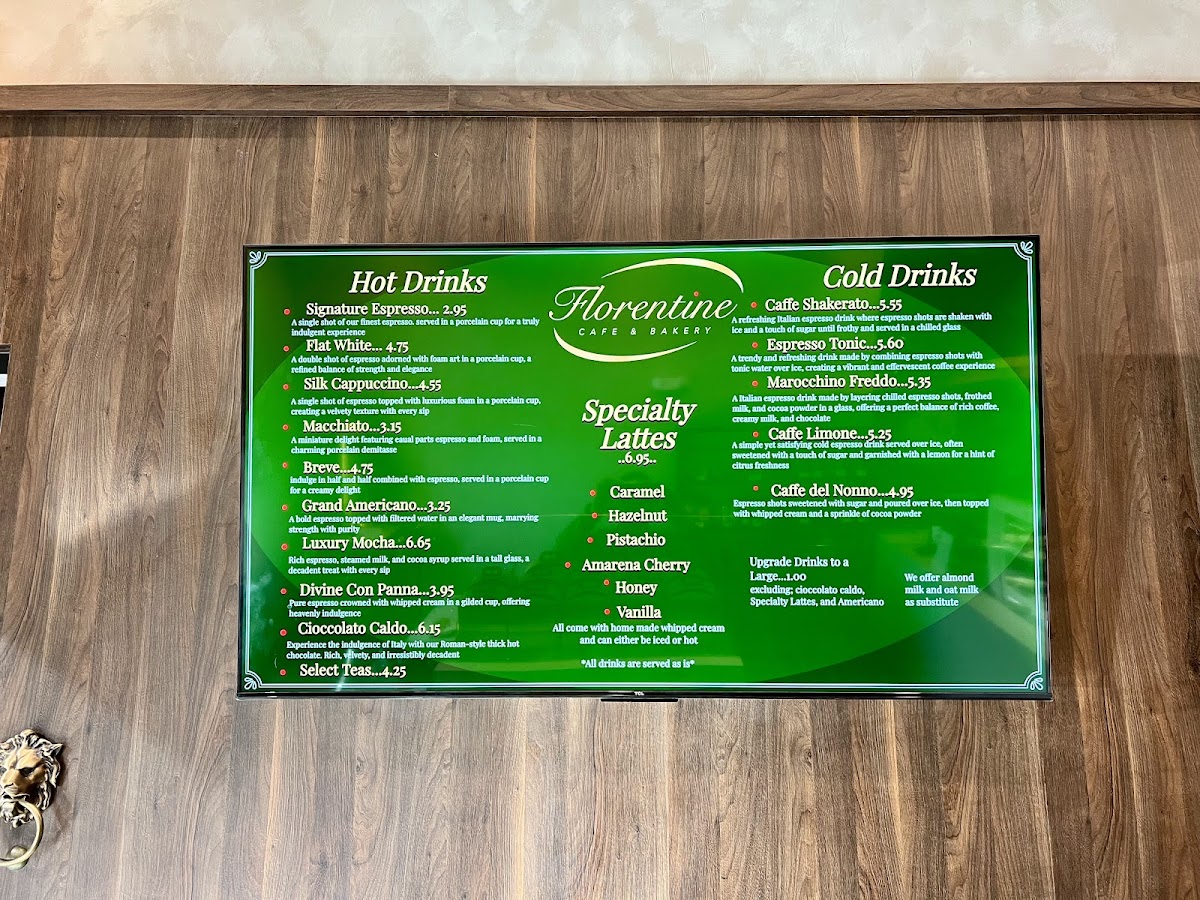 Hot Drinks
Signature Espresso... 2.95
A single shot of our finest espresso. served in a porcelain cup for a truly
indulgent experience
Flat White... 4.75
A double shot of espresso adorned with foam art in a porcelain cup, a
refined balance of strength and elegance
Silk Cappuccino...4.55
A single shot of espresso topped with luxurious foam in a porcelain cup,
creating a velvety texture with every sip
Macchiato...3.15
A miniature delight featuring eaual parts espresso and foam, served in a
charming porcelain demitasse
Breve...4.75
indulge in half and half combined with espresso, served in a porcelain cup
for a creamy delight
Grand Americano...3.25
A bold espresso topped with filtered water in an elegant mug, marrying
strength with purity
Luxury Mocha...6.65
Rich espresso, steamed milk, and cocoa syrup served in a tall glass, a
decadent treat with every sip
Divine Con Panna...3.95
Pure espresso crowned with whipped cream in a gilded cup, offering
heavenly indulgence
Cioccolato Caldo...6.15
Experience the indulgence of Italy with our Roman-style thick hot
chocolate. Rich, velvety, and irresistibly decadent
Select Teas...4.25
Florentine
CAFE & BAKERY
Specialty
Lattes
..6.95..
Caramel
Hazelnut
Pistachio
Amarena Cherry
Honey
Vanilla
All come with home made whipped cream
and can either be iced or hot
*All drinks are served as is*
Cold Drinks
Caffe Shakerato...5.55
A refreshing Italian espresso drink where espresso shots are shaken with
ice and a touch of sugar until frothy and served in a chilled glass
Espresso Tonic...5.60
A trendy and refreshing drink made by combining espresso shots with
tonic water over ice, creating a vibrant and effervescent coffee experience
Marocchino Freddo...5.35
A Italian espresso drink made by layering chilled espresso shots, frothed
milk, and cocoa powder in a glass, offering a perfect balance of rich coffee,
creamy milk, and chocolate
Caffe Limone...5.25
A simple yet satisfying cold espresso drink served over ice, often
sweetened with a touch of sugar and garnished with a lemon for a hint of
citrus freshness
Caffe del Nonno...4.95
Espresso shots sweetened with sugar and poured over ice, then topped
with whipped cream and a sprinkle of cocoa powder
Upgrade Drinks to a
Large...1.00
excluding; cioccolato caldo,
Specialty Lattes, and Americano
We offer almond
milk and oat milk
as substitute
TCL